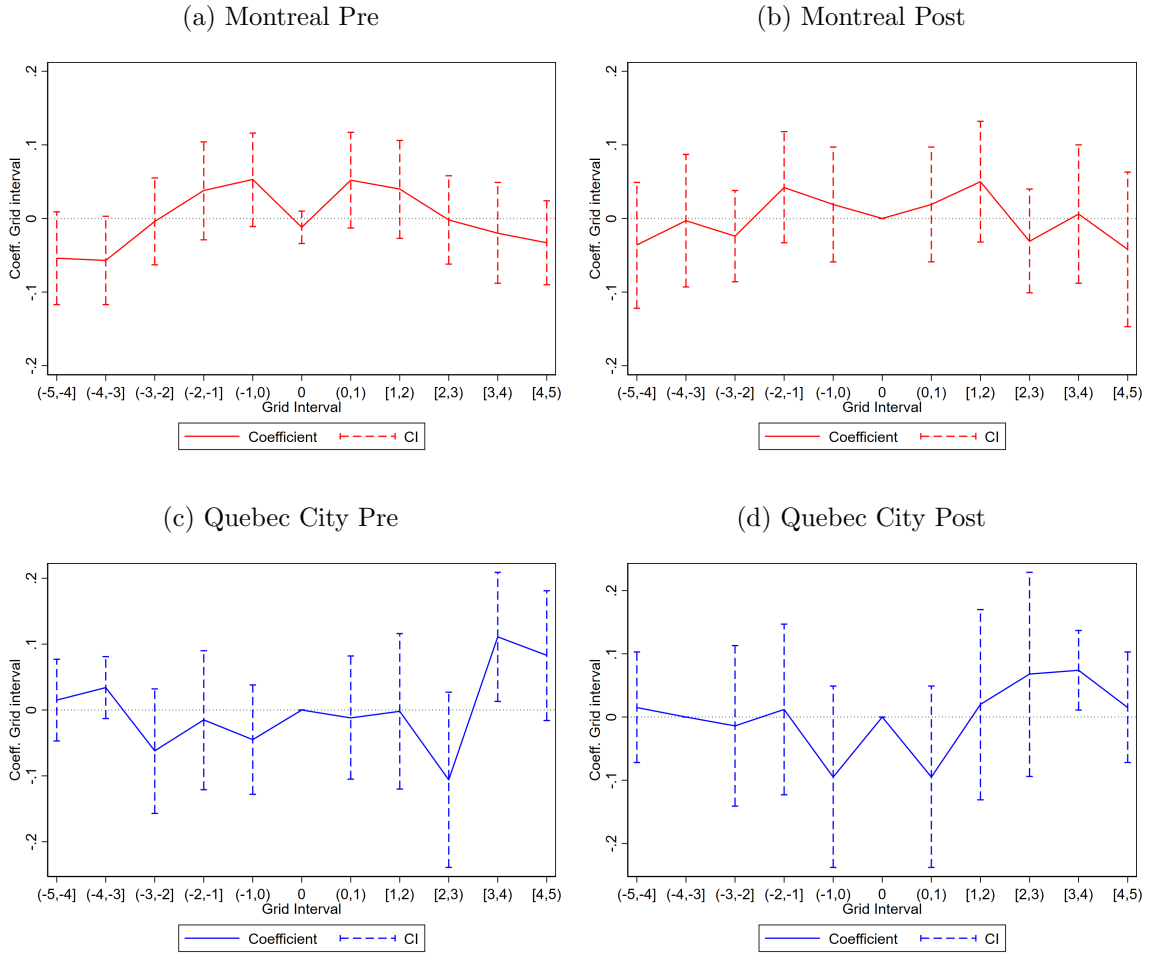 (a) Montreal Pre
(b) Montreal Post
Coeff. Grid interval
.2
.1
0
-.1
-.2
(-5,-4] (-4,-3] (-3,-2] (-2,-1] (-1,0) 0 (0,1) [1,2) [2,3) [3,4) [4,5)
Grid Interval
Coefficient CI
Coeff. Grid interval
.2
.1
0
-.1
-.2
(-5,-4] (-4,-3] (-3,-2] (-2,-1] (-1,0) 0 (0,1) [1,2) [2,3) [3,4) [4,5)
Grid Interval
Coefficient CI
(c) Quebec City Pre
(d) Quebec City Post
Coeff. Grid interval
.2
.1
0
-.1
-.2
(-5,-4] (-4,-3] (-3,-2] (-2,-1] (-1,0) 0 (0,1) [1,2) [2,3) [3,4) [4,5)
Grid Interval
Coefficient CI
Coeff. Grid interval
.2
.1
0
-.1
-.2
(-5,-4] (-4,-3] (-3,-2] (-2,-1] (-1,0) 0 (0,1) [1,2) [2,3) [3,4) [4,5)
Grid Interval
Coefficient CI